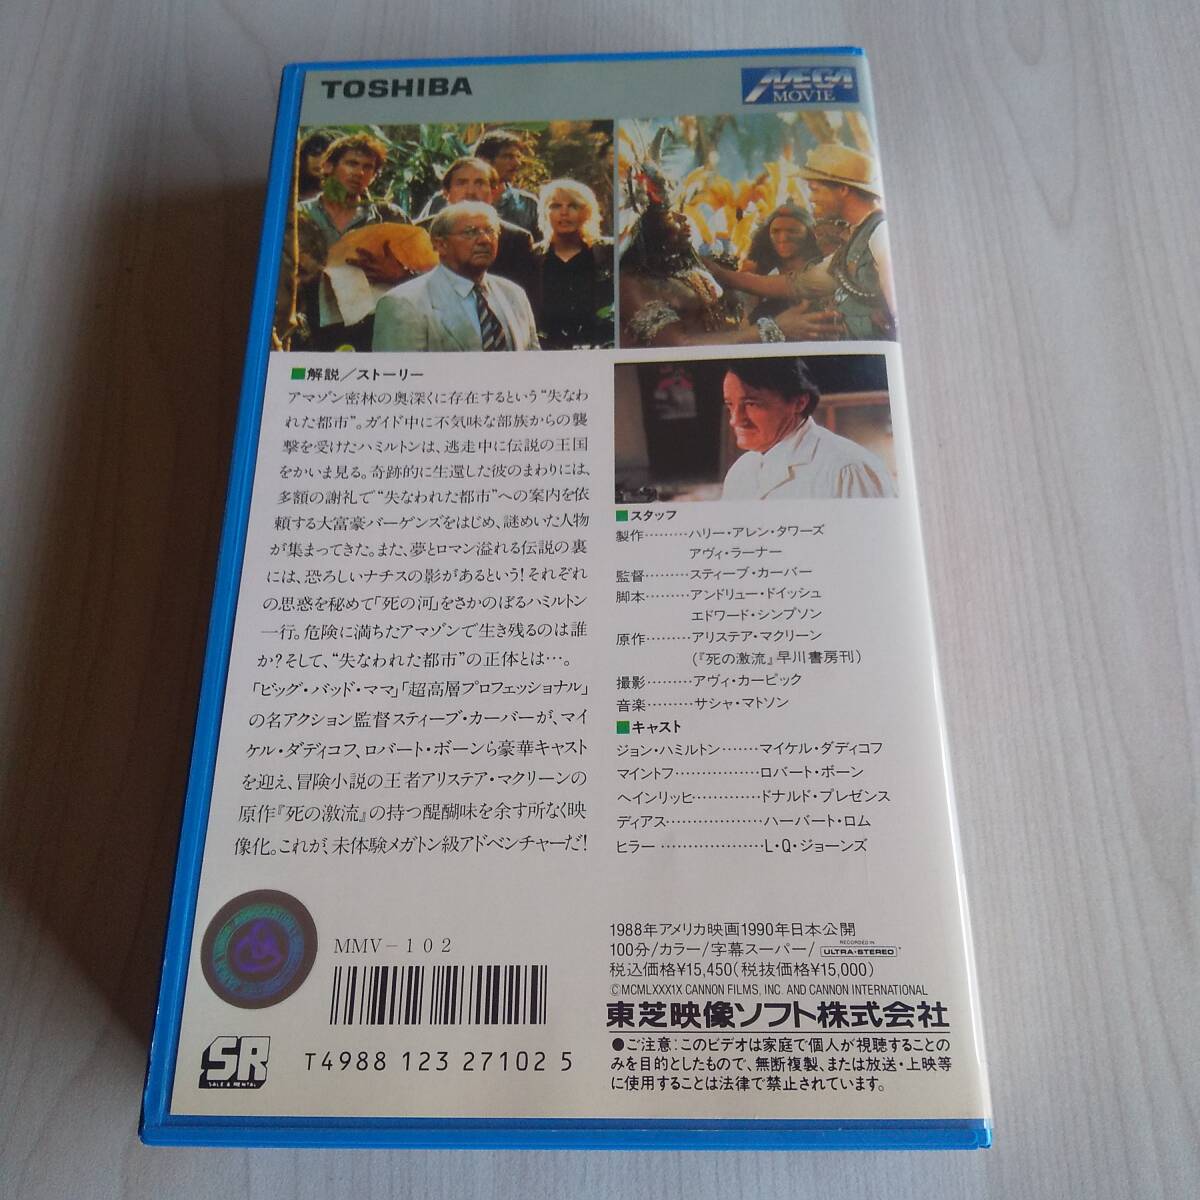 TOSHIBA
MEGA
MOVIE
■解説／ストーリー
アマゾン密林の奥深くに存在するという“失なわ
れた都市”。ガイド中に不気味な部族からの襲
撃を受けたハミルトンは、逃走中に伝説の王国
をかいま見る。奇跡的に生還した彼のまわりには、
多額の謝礼で“失なわれた都市”への案内を依
頼する大富豪バーゲンズをはじめ、謎めいた人物
が集まってきた。また、夢とロマン溢れる伝説の裏
には、恐ろしいナチスの影があるという！それぞれ
の思惑を秘めて「死の河」をさかのぼるハミルトン
一行。危険に満ちたアマゾンで生き残るのは誰
か？そして、“失なわれた都市”の正体とは…。
「ビッグ・バッド・ママ」「超高層プロフェッショナル」
の名アクション監督スティーブ・カーバーが、マイ
ケル・ダディコフ、ロバート・ボーンら豪華キャスト
を迎え、冒険小説の王者アリステア・マクリーンの
原作『死の激流』の持つ醍醐味を余す所なく映
像化。これが、未体験メガトン級アドベンチャーだ！
■スタッフ
製作………ハリー・アレン・タワーズ
アヴィ・ラーナー
監督………スティーブ・カーバー
脚本………アンドリュー・ドイッシュ
エドワード・シンプソン
原作………アリステア・マクリーン
（『死の激流』早川書房刊）
撮影………アヴィ・カーピック
音楽………サシャ・マトソン
■キャスト
ジョン・ハミルトン……マイケル・ダディコフ
マイントフ……………ロバート・ボーン
ヘインリッヒ…………ドナルド・プレゼンス
ディアス………………ハーバート・ロム
ヒラー………………L・Q・ジョーンズ
MMV-102
T4988 123 27102 5
SR
SALE & RENTAL
1988年アメリカ映画1990年日本公開
100分/カラー/字幕スーパー/RECORDED IN ULTRA-STEREO
税込価格¥15,450（税抜価格¥15,000）
©MCMLXXX1X CANNON FILMS, INC. AND CANNON INTERNATIONAL
東芝映像ソフト株式会社
●ご注意：このビデオは家庭で個人が視聴することの
みを目的としたもので、無断複製、または放送・上映等
に使用することは法律で禁止されています。